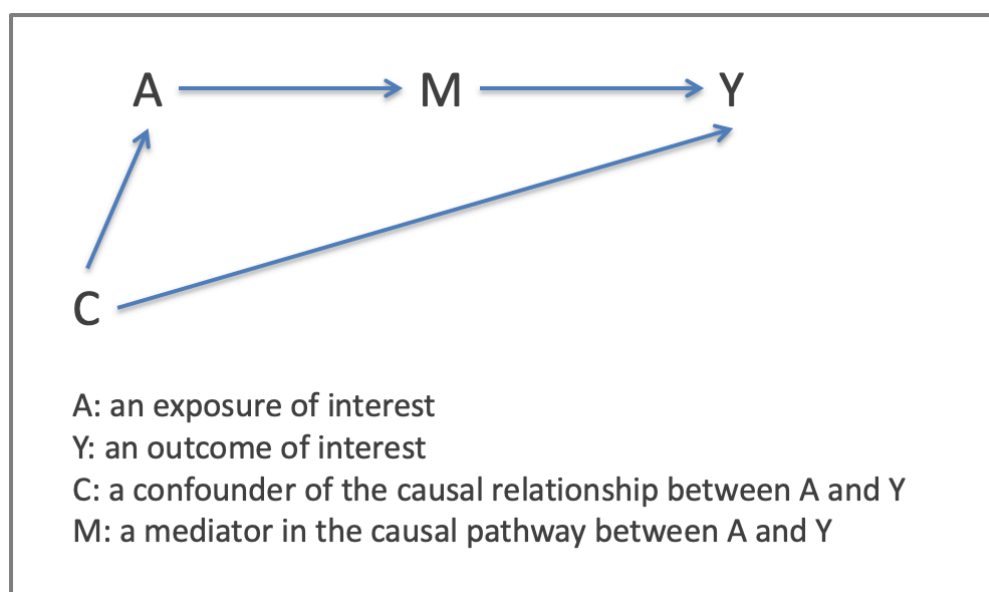 A M Y
C
A: an exposure of interest
Y: an outcome of interest
C: a confounder of the causal relationship between A and Y
M: a mediator in the causal pathway between A and Y